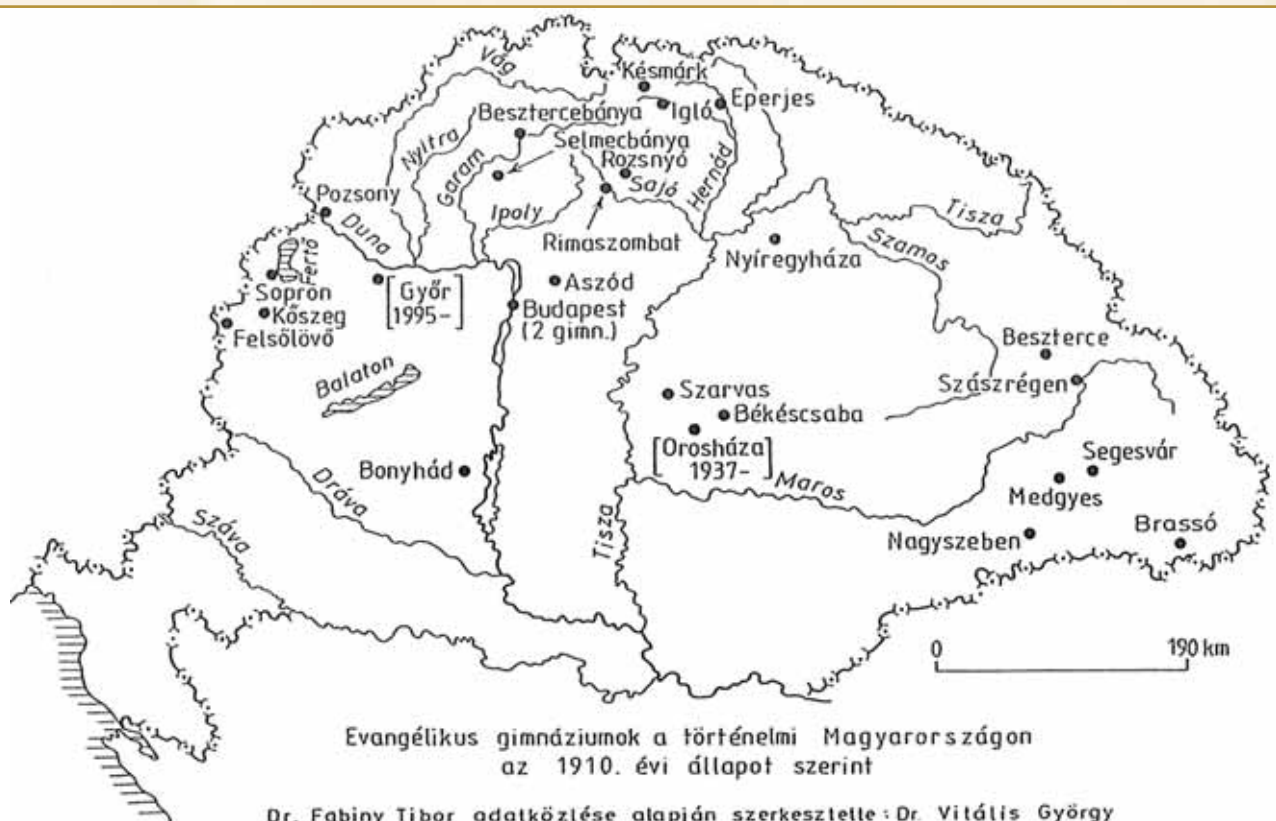 Vág
Késmárk
Igló
Eperjes
Besztercebánya
Selmecbánya
Nyitra
Rozsnyó
Garam
Sajó
Hernád
Pozsony
Ipoly
Duna
Rimaszombat
Tisza
Szamos
Nyíregyháza
Fertő
Sopron
Kőszeg
Felsőlövő
[Győr
1995-]
Aszód
Budapest
(2 gimn.)
Beszterce
Szászrégen
Balaton
Szarvas
Békéscsaba
[Orosháza
1937-]
Bonyhád
Maros
Segesvár
Medgyes
Dráva
Száva
Tisza
Nagyszeben
Brassó
0 190 km
Evangélikus gimnáziumok a történelmi Magyarországon
az 1910. évi állapot szerint
Dr. Fabiny Tibor adatközlése alapján szerkesztette: Dr. Vitális György